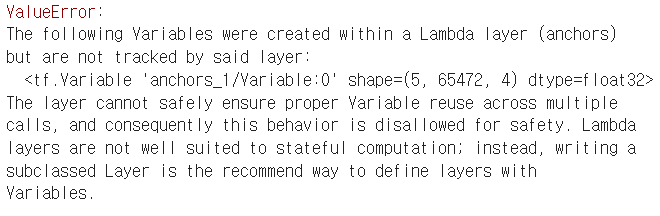 ValueError:
The following Variables were created within a Lambda layer (anchors)
but are not tracked by said layer:
  <tf.Variable 'anchors_1/Variable:0' shape=(5, 65472, 4) dtype=float32>
The layer cannot safely ensure proper Variable reuse across multiple
calls, and consequently this behavior is disallowed for safety. Lambda
layers are not well suited to stateful computation; instead, writing a
subclassed Layer is the recommend way to define layers with
Variables.